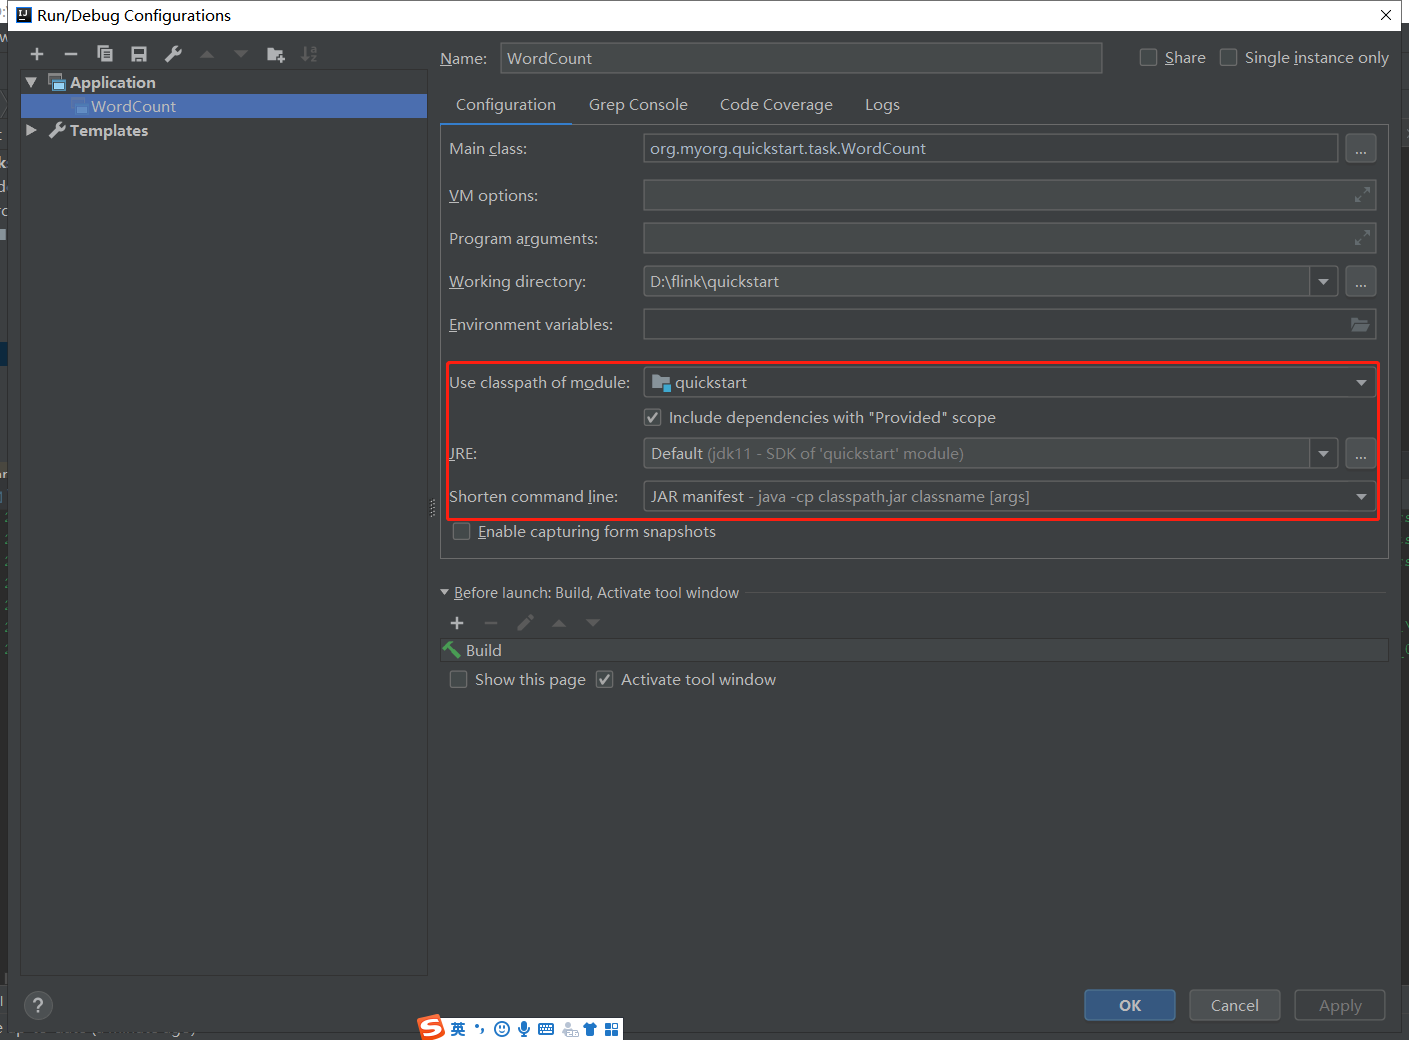 Run/Debug Configurations
Name: WordCount Share Single instance only
Application
WordCount
Templates
Configuration Grep Console Code Coverage Logs
Main class: org.myorg.quickstart.task.WordCount ...
VM options:
Program arguments:
Working directory: D:\flink\quickstart ...
Environment variables:
Use classpath of module: quickstart
Include dependencies with "Provided" scope
JRE: Default (jdk11 - SDK of 'quickstart' module) ...
Shorten command line: JAR manifest - java -cp classpath.jar classname [args]
Enable capturing form snapshots
Before launch: Build, Activate tool window
Build
Show this page Activate tool window
? OK Cancel Apply
英